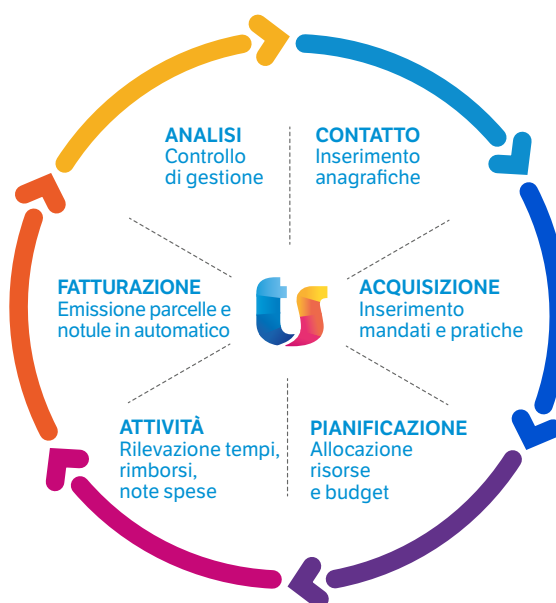 ANALISI
Controllo
di gestione
CONTATTO
Inserimento
anagrafiche
FATTURAZIONE
Emissione parcelle e
notule in automatico
ts
ACQUISIZIONE
Inserimento
mandati e pratiche
ATTIVITÀ
Rilevazione tempi,
rimborsi,
note spese
PIANIFICAZIONE
Allocazione
risorse
e budget